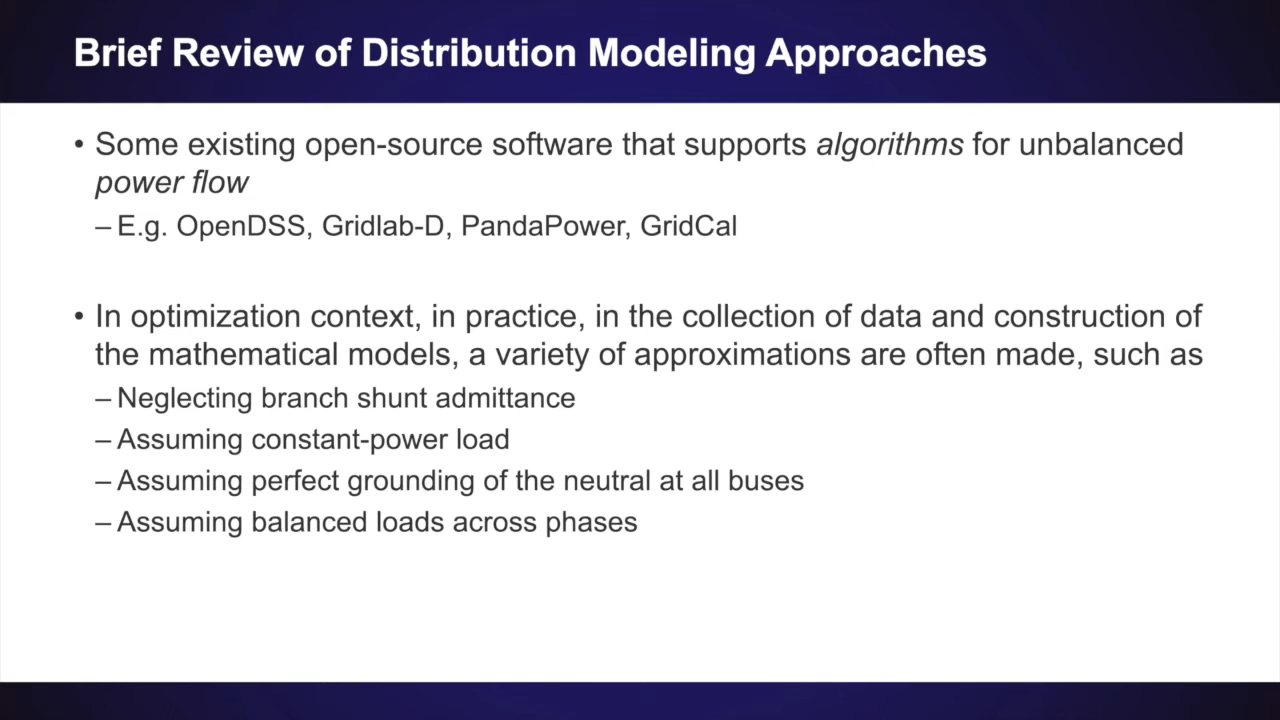 Brief Review of Distribution Modeling Approaches
• Some existing open-source software that supports algorithms for unbalanced
power flow
– E.g. OpenDSS, Gridlab-D, PandaPower, GridCal
• In optimization context, in practice, in the collection of data and construction of
the mathematical models, a variety of approximations are often made, such as
– Neglecting branch shunt admittance
– Assuming constant-power load
– Assuming perfect grounding of the neutral at all buses
– Assuming balanced loads across phases